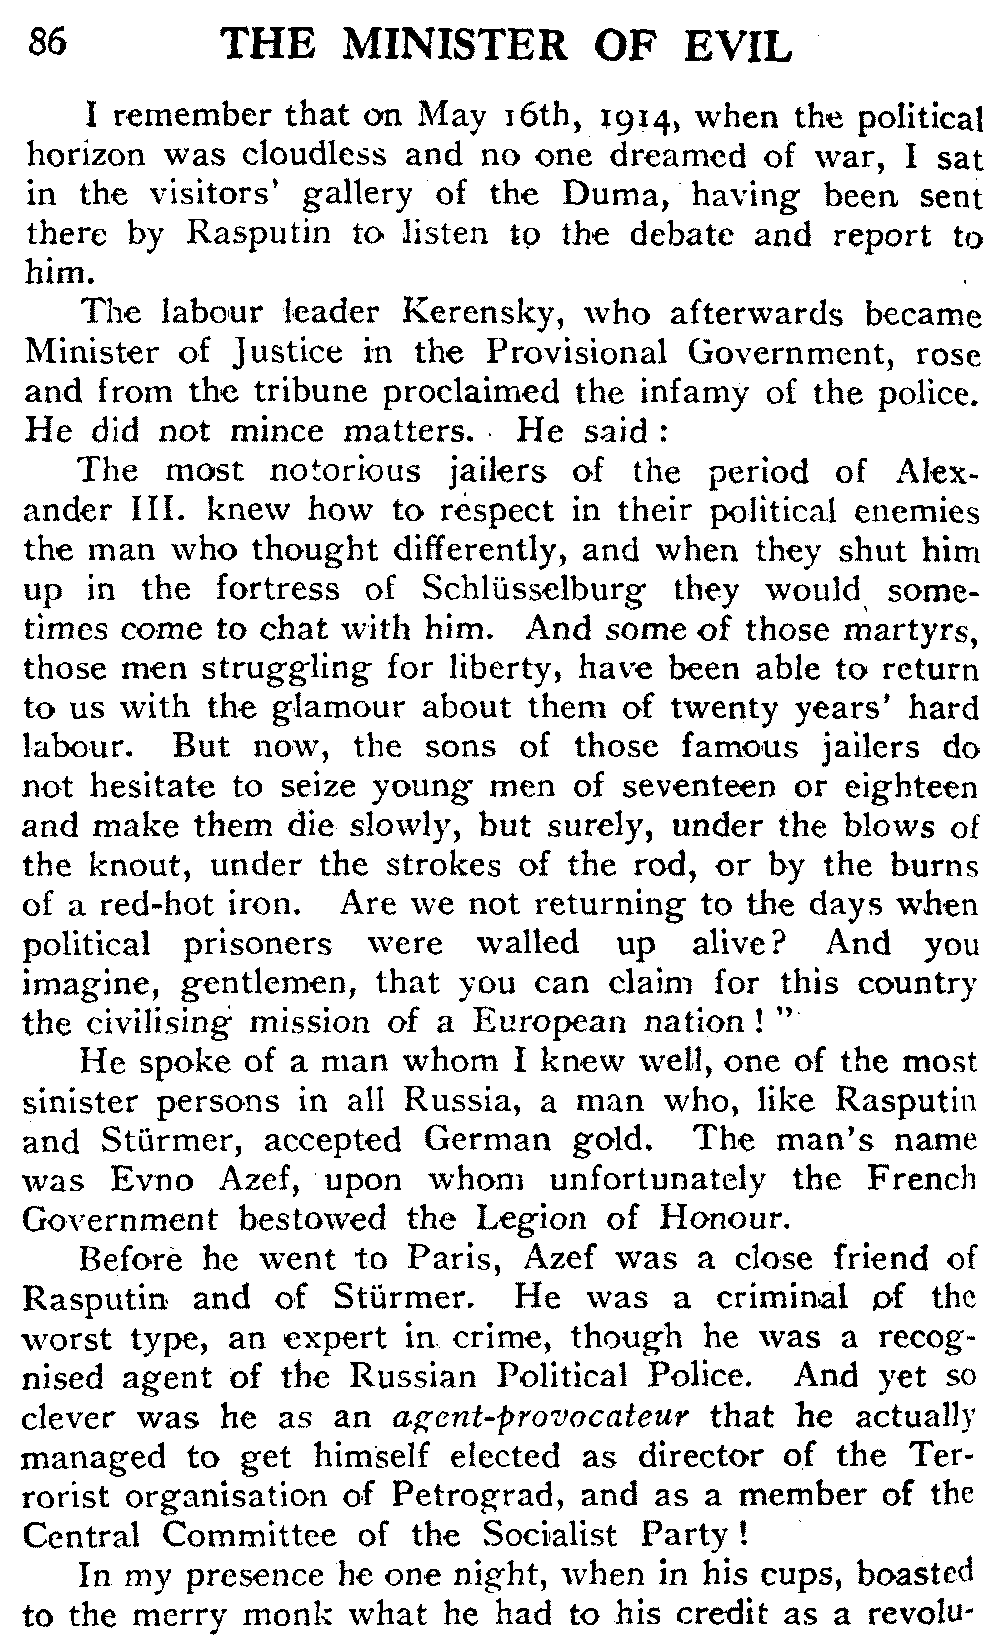 86 THE MINISTER OF EVIL
I remember that on May 16th, 1914, when the political
horizon was cloudless and no one dreamed of war, I sat
in the visitors' gallery of the Duma, having been sent
there by Rasputin to listen to the debate and report to
him.
The labour leader Kerensky, who afterwards became
Minister of Justice in the Provisional Government, rose
and from the tribune proclaimed the infamy of the police.
He did not mince matters. He said :
The most notorious jailers of the period of Alex-
ander III. knew how to respect in their political enemies
the man who thought differently, and when they shut him
up in the fortress of Schlüsselburg they would some-
times come to chat with him. And some of those martyrs,
those men struggling for liberty, have been able to return
to us with the glamour about them of twenty years' hard
labour. But now, the sons of those famous jailers do
not hesitate to seize young men of seventeen or eighteen
and make them die slowly, but surely, under the blows of
the knout, under the strokes of the rod, or by the burns
of a red-hot iron. Are we not returning to the days when
political prisoners were walled up alive? And you
imagine, gentlemen, that you can claim for this country
the civilising mission of a European nation ! "
He spoke of a man whom I knew well, one of the most
sinister persons in all Russia, a man who, like Rasputin
and Stürmer, accepted German gold. The man's name
was Evno Azef, upon whom unfortunately the French
Government bestowed the Legion of Honour.
Before he went to Paris, Azef was a close friend of
Rasputin and of Stürmer. He was a criminal of the
worst type, an expert in crime, though he was a recog-
nised agent of the Russian Political Police. And yet so
clever was he as an agent-provocateur that he actually
managed to get himself elected as director of the Ter-
rorist organisation of Petrograd, and as a member of the
Central Committee of the Socialist Party !
In my presence he one night, when in his cups, boasted
to the merry monk what he had to his credit as a revolu-